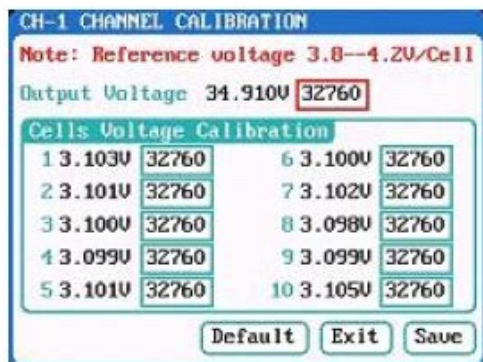 CH-1 CHANNEL CALIBRATION
Note: Reference voltage 3.8--4.2V/Cell
Output Voltage 34.910V 32760
Cells Voltage Calibration
1 3.103V 32760 6 3.100V 32760
2 3.101V 32760 7 3.102V 32760
3 3.100V 32760 8 3.098V 32760
4 3.099V 32760 9 3.099V 32760
5 3.101V 32760 10 3.105V 32760
Default Exit Save